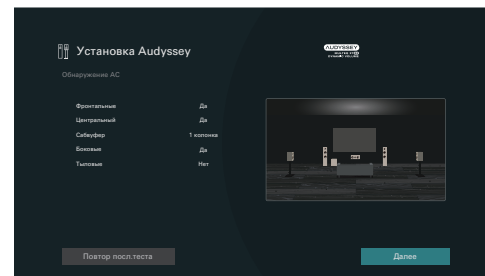 Установка Audyssey
AUDYSSEY
Обнаружение АС
Фронтальные Да
Центральный Да
Сабвуфер 1 колонка
Боковые Да
Тыловые Нет
Повтор посл.теста
Далее